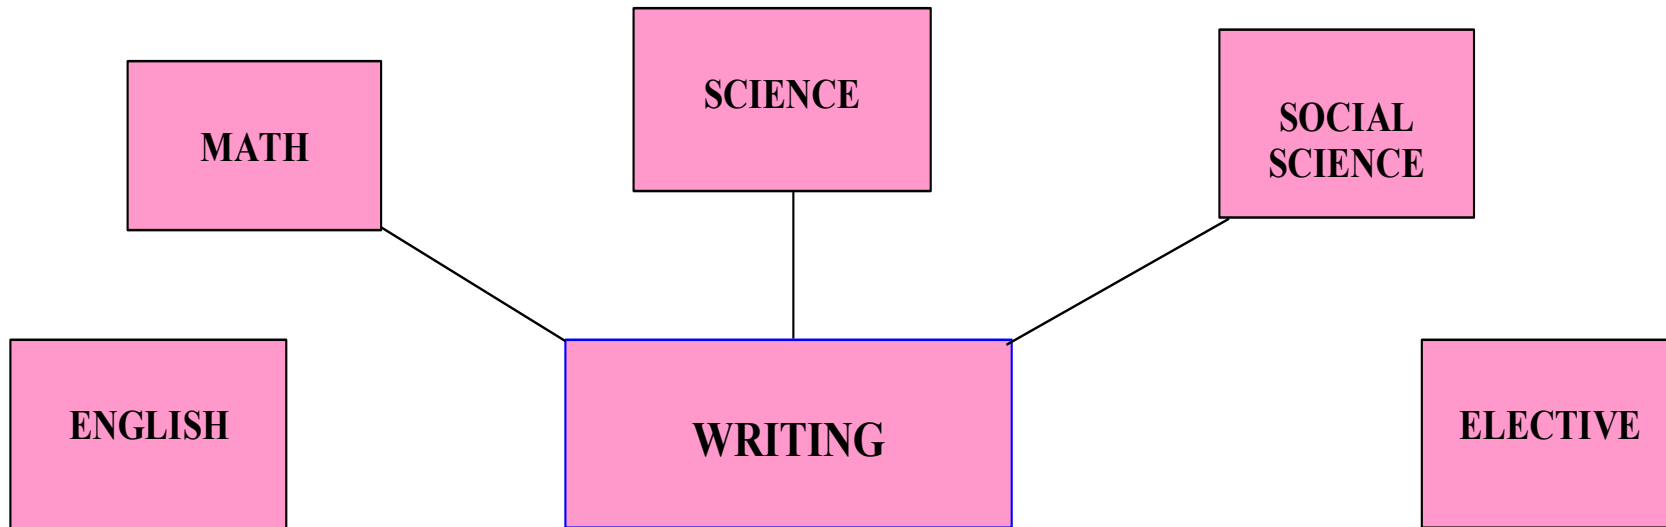 SCIENCE
MATH
SOCIAL
SCIENCE
ENGLISH
WRITING
ELECTIVE